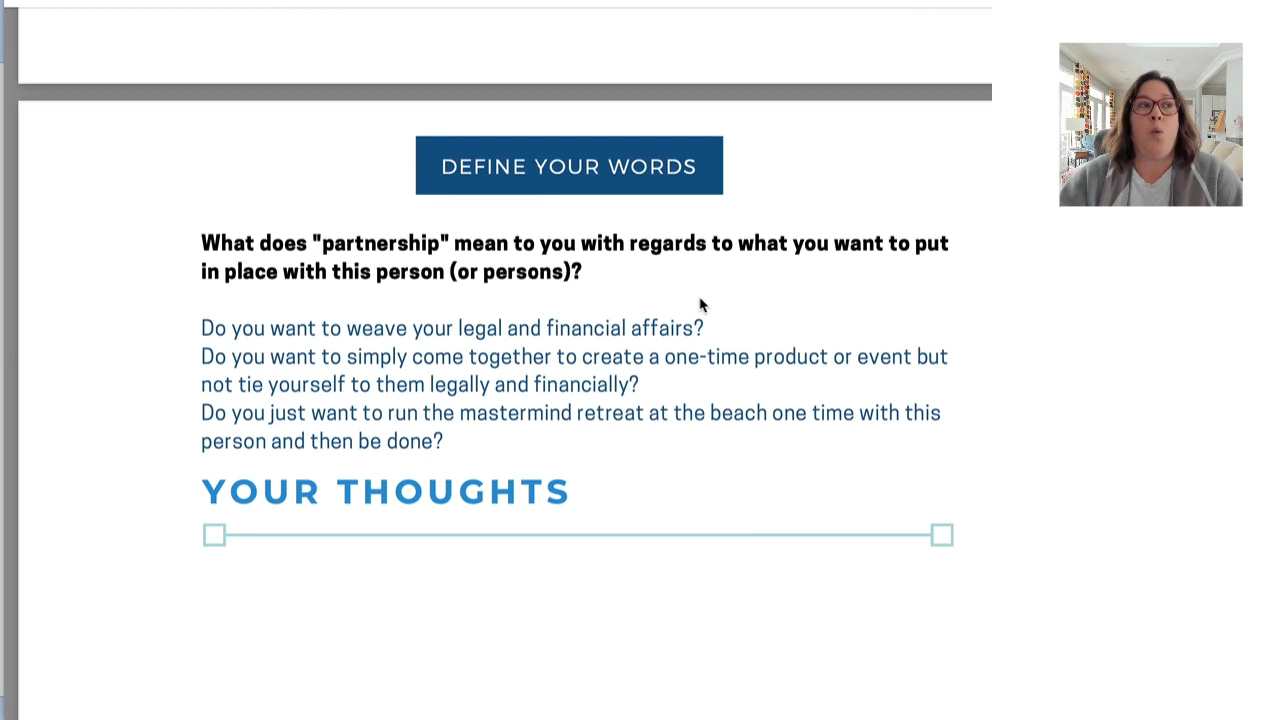 DEFINE YOUR WORDS
What does "partnership" mean to you with regards to what you want to put
in place with this person (or persons)?
Do you want to weave your legal and financial affairs?
Do you want to simply come together to create a one-time product or event but
not tie yourself to them legally and financially?
Do you just want to run the mastermind retreat at the beach one time with this
person and then be done?
YOUR THOUGHTS